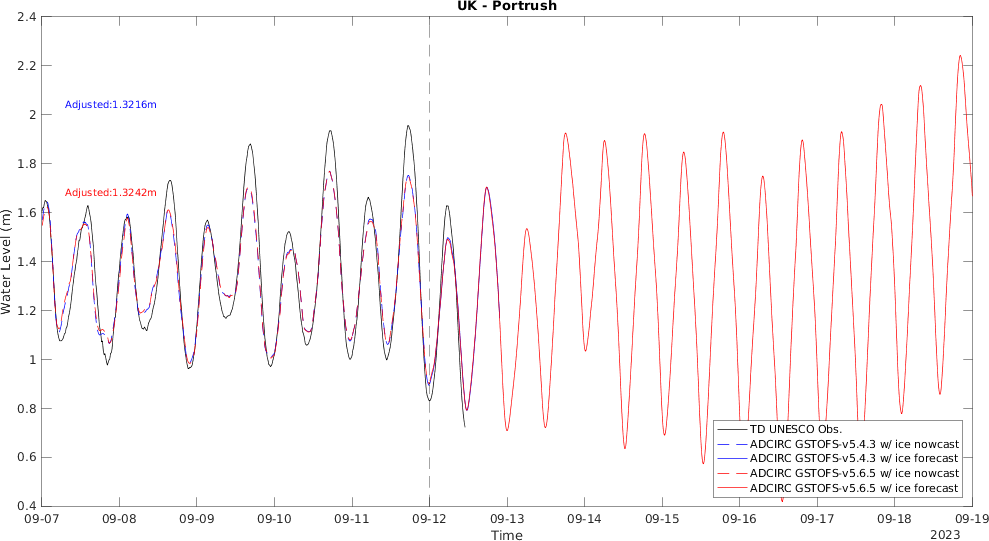 UK - Portrush
2.4
2.2
2
1.8
1.6
1.4
1.2
1
0.8
0.6
0.4
Water Level (m)
Adjusted:1.3216m
Adjusted:1.3242m
TD UNESCO Obs.
ADCIRC GSTOFS-v5.4.3 w/ ice nowcast
ADCIRC GSTOFS-v5.4.3 w/ ice forecast
ADCIRC GSTOFS-v5.6.5 w/ ice nowcast
ADCIRC GSTOFS-v5.6.5 w/ ice forecast
09-07 09-08 09-09 09-10 09-11 09-12 09-13 09-14 09-15 09-16 09-17 09-18 09-19
Time
2023